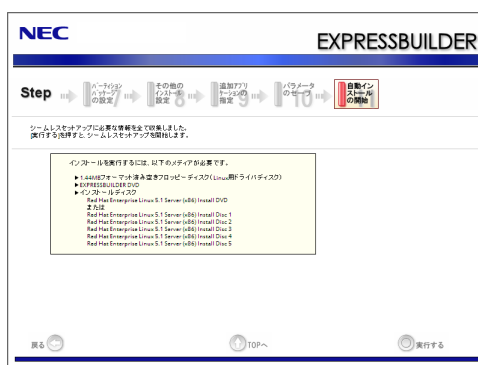 NEC
EXPRESSBUILDER
Step
パーティション
パッケージ
の設定 7
その他の
インストール
設定 8
追加アプリ
ケーションの
指定 9
パラメータ
のセーブ 10
自動イン
ストール
の開始 11
シームレスセットアップに必要な情報を全て収集しました。
[実行する]を押すと、シームレスセットアップを開始します。
インストールを実行するには、以下のメディアが必要です。
▶1.44MBフォーマット済み空きフロッピーディスク(Linux用ドライバディスク)
▶EXPRESSBUILDER DVD
▶インストールディスク
Red Hat Enterprise Linux 5.1 Server (x86) Install DVD
または
Red Hat Enterprise Linux 5.1 Server (x86) Install Disc 1
Red Hat Enterprise Linux 5.1 Server (x86) Install Disc 2
Red Hat Enterprise Linux 5.1 Server (x86) Install Disc 3
Red Hat Enterprise Linux 5.1 Server (x86) Install Disc 4
Red Hat Enterprise Linux 5.1 Server (x86) Install Disc 5
戻る
TOPへ
実行する